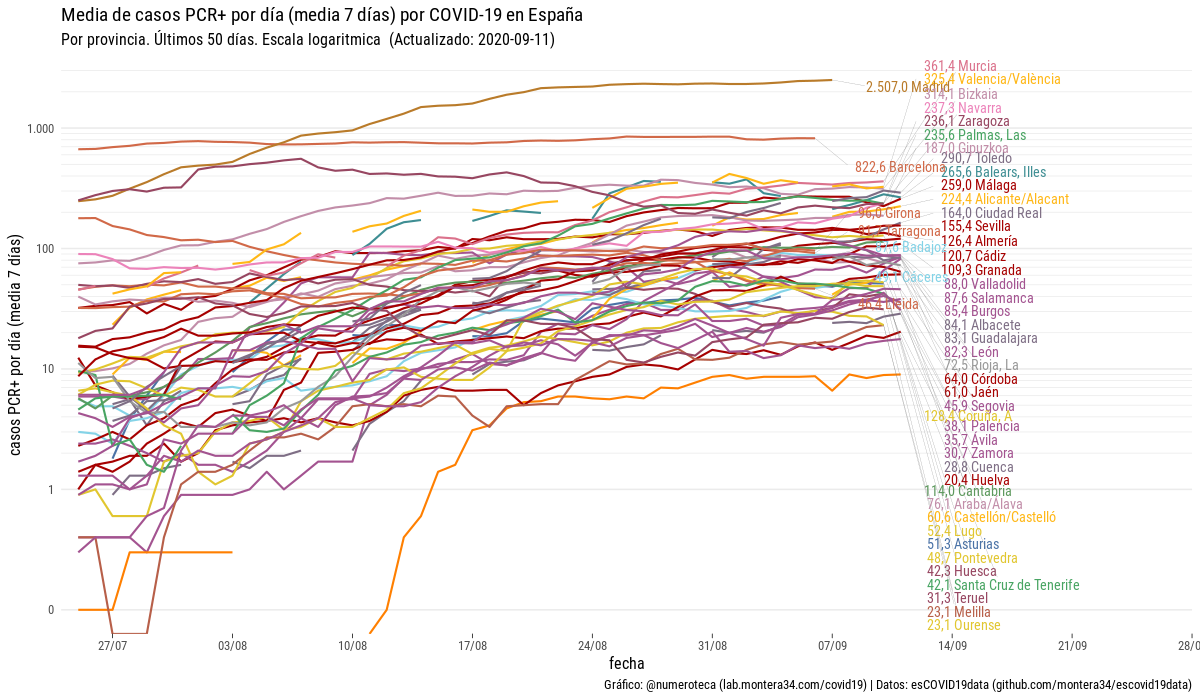 Media de casos PCR+ por día (media 7 días) por COVID-19 en España
Por provincia. Últimos 50 días. Escala logaritmica (Actualizado: 2020-09-11)
casos PCR+ por día (media 7 días)
1.000
100
10
1
0
361,4 Murcia
325,4 Valencia/València
2.507,0 Madrid
314,1 Bizkaia
237,3 Navarra
236,1 Zaragoza
235,6 Palmas, Las
187,0 Gipuzkoa
290,7 Toledo
822,6 Barcelona
265,6 Balears, Illes
259,0 Málaga
224,4 Alicante/Alacant
96,0 Girona
164,0 Ciudad Real
155,4 Sevilla
Tarragona
126,4 Almería
Badajoz
120,7 Cádiz
109,3 Granada
Cáceres
88,0 Valladolid
87,6 Salamanca
Lleida
85,4 Burgos
84,1 Albacete
83,1 Guadalajara
82,3 León
72,5 Rioja, La
64,0 Córdoba
61,0 Jaén
45,9 Segovia
128,4 Coruña, A
38,1 Palencia
35,7 Ávila
30,7 Zamora
28,8 Cuenca
20,4 Huelva
114,0 Cantabria
76,1 Araba/Álava
60,6 Castellón/Castelló
52,4 Lugo
51,3 Asturias
48,7 Pontevedra
42,3 Huesca
42,1 Santa Cruz de Tenerife
31,3 Teruel
23,1 Melilla
23,1 Ourense
27/07 03/08 10/08 17/08 24/08 31/08 07/09 14/09 21/09 28/0
fecha
Gráfico: @numeroteca (lab.montera34.com/covid19) | Datos: esCOVID19data (github.com/montera34/escovid19data)